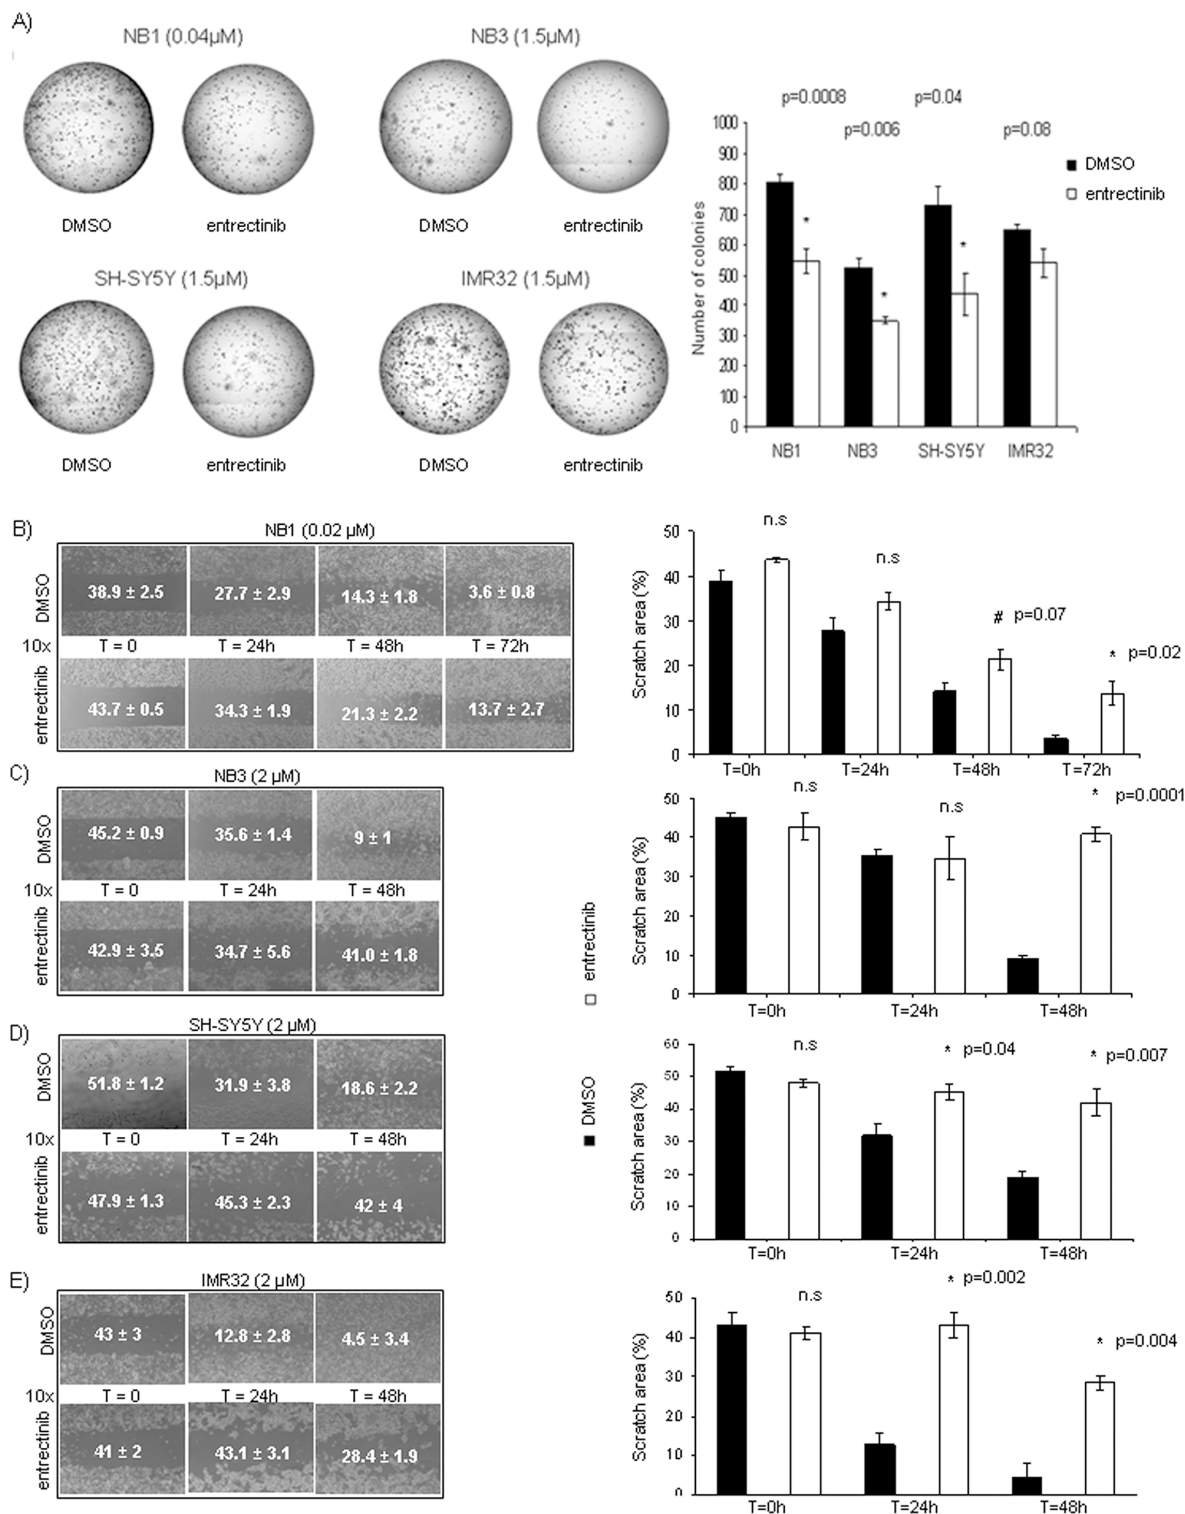 A)
NB1 (0.04µM)
NB3 (1.5µM)
DMSO
entrectinib
DMSO
entrectinib
SH-SY5Y (1.5µM)
IMR32 (1.5µM)
DMSO
entrectinib
DMSO
entrectinib
p=0.0008
p=0.04
p=0.006
p=0.08
DMSO
entrectinib
Number of colonies
1000
900
800
700
600
500
400
300
200
100
0
*
*
*
NB1
NB3
SH-SY5Y
IMR32
B)
NB1 (0.02 µM)
DMSO
38.9 ± 2.5
27.7 ± 2.9
14.3 ± 1.8
3.6 ± 0.8
10x
T = 0
T = 24h
T = 48h
T = 72h
entrectinib
43.7 ± 0.5
34.3 ± 1.9
21.3 ± 2.2
13.7 ± 2.7
Scratch area (%)
50
40
30
20
10
0
n.s
n.s
# p=0.07
* p=0.02
T=0h
T=24h
T=48h
T=72h
C)
NB3 (2 µM)
DMSO
45.2 ± 0.9
35.6 ± 1.4
9 ± 1
10x
T = 0
T = 24h
T = 48h
entrectinib
42.9 ± 3.5
34.7 ± 5.6
41.0 ± 1.8
Scratch area (%)
50
40
30
20
10
0
n.s
n.s
* p=0.0001
T=0h
T=24h
T=48h
entrectinib
DMSO
D)
SH-SY5Y (2 µM)
DMSO
51.8 ± 1.2
31.9 ± 3.8
18.6 ± 2.2
10x
T = 0
T = 24h
T = 48h
entrectinib
47.9 ± 1.3
45.3 ± 2.3
42 ± 4
Scratch area (%)
60
50
40
30
20
10
0
n.s
* p=0.04
* p=0.007
T=0h
T=24h
T=48h
E)
IMR32 (2 µM)
DMSO
43 ± 3
12.8 ± 2.8
4.5 ± 3.4
10x
T = 0
T = 24h
T = 48h
entrectinib
41 ± 2
43.1 ± 3.1
28.4 ± 1.9
Scratch area (%)
50
40
30
20
10
0
n.s
* p=0.002
* p=0.004
T=0h
T=24h
T=48h